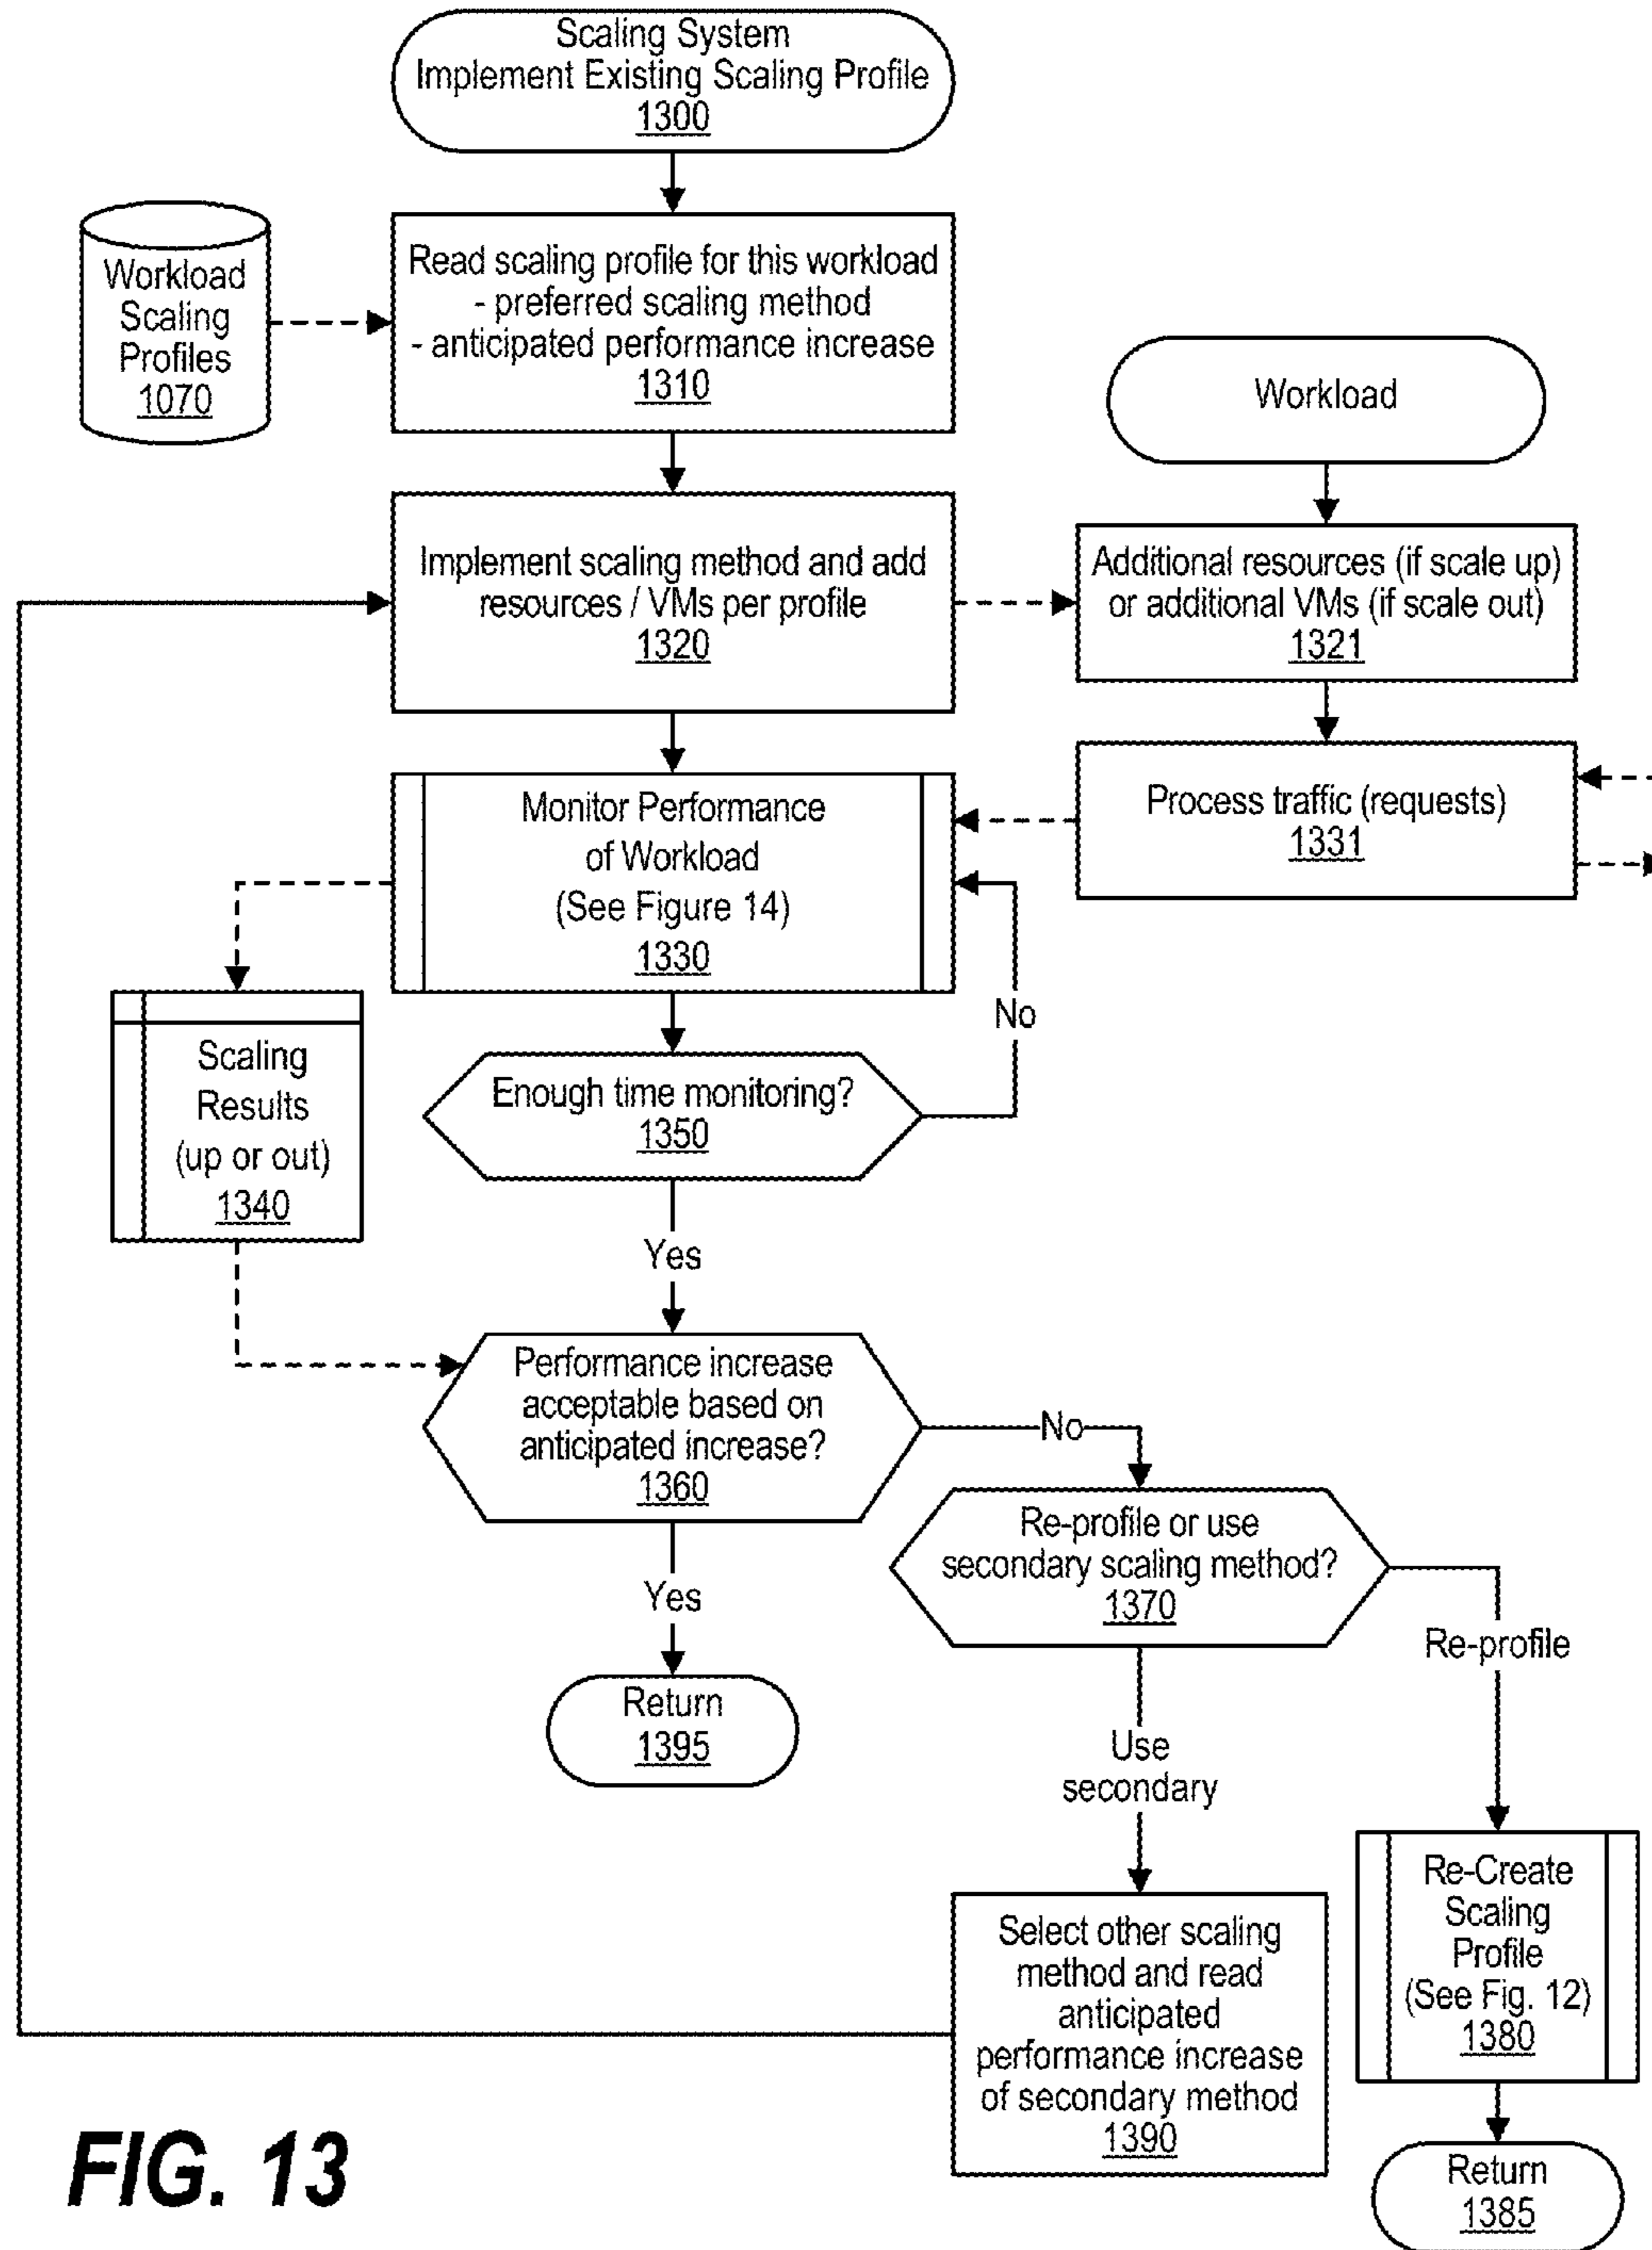 Scaling System
Implement Existing Scaling Profile
1300
Workload
Scaling
Profiles
1070
Read scaling profile for this workload
- preferred scaling method
- anticipated performance increase
1310
Workload
Implement scaling method and add
resources / VMs per profile
1320
Additional resources (if scale up)
or additional VMs (if scale out)
1321
Monitor Performance
of Workload
(See Figure 14)
1330
Process traffic (requests)
1331
No
Scaling
Results
(up or out)
1340
Enough time monitoring?
1350
Yes
Performance increase
acceptable based on
anticipated increase?
1360
No
Re-profile or use
secondary scaling method?
1370
Yes
Re-profile
Return
1395
Use
secondary
Select other scaling
method and read
anticipated
performance increase
of secondary method
1390
Re-Create
Scaling
Profile
(See Fig. 12)
1380
Return
1385
FIG. 13